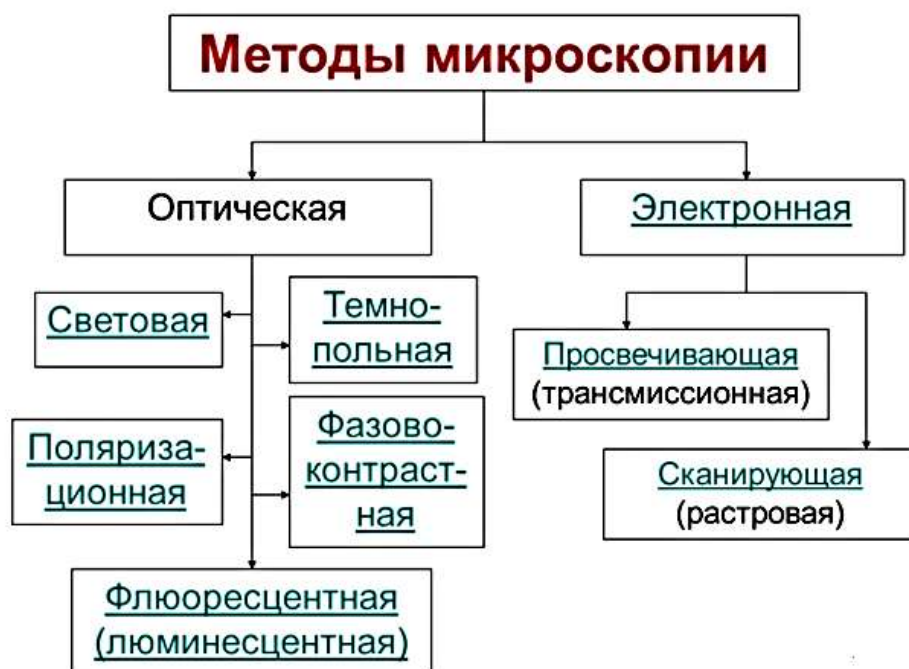 Методы микроскопии
Оптическая
Электронная
Световая
Темно-
польная
Просвечивающая
(трансмиссионная)
Поляриза-
ционная
Фазово-
контраст-
ная
Сканирующая
(растровая)
Флюоресцентная
(люминесцентная)